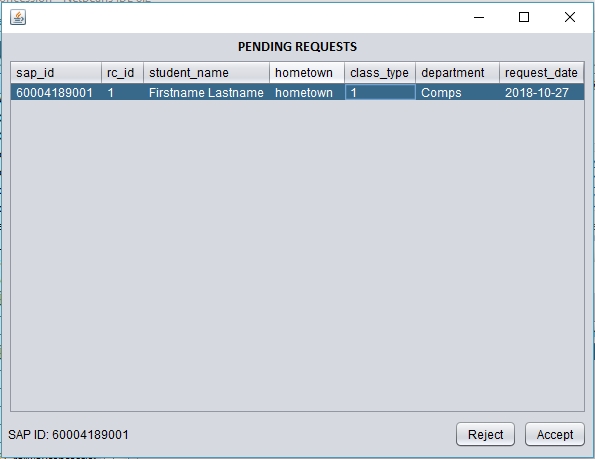 PENDING REQUESTS
sap_id rc_id student_name hometown class_type department request_date
60004189001 1 Firstname Lastname hometown 1 Comps 2018-10-27
SAP ID: 60004189001 Reject Accept